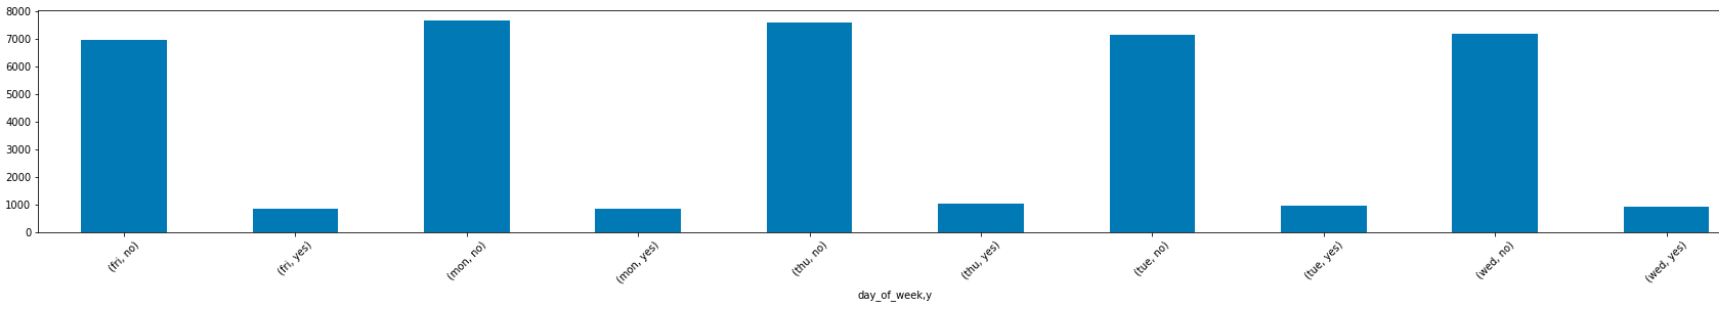 8000
7000
6000
5000
4000
3000
2000
1000
0
(fri, no)
(fri, yes)
(mon, no)
(mon, yes)
(thu, no)
(thu, yes)
(tue, no)
(tue, yes)
(wed, no)
(wed, yes)
day_of_week,y